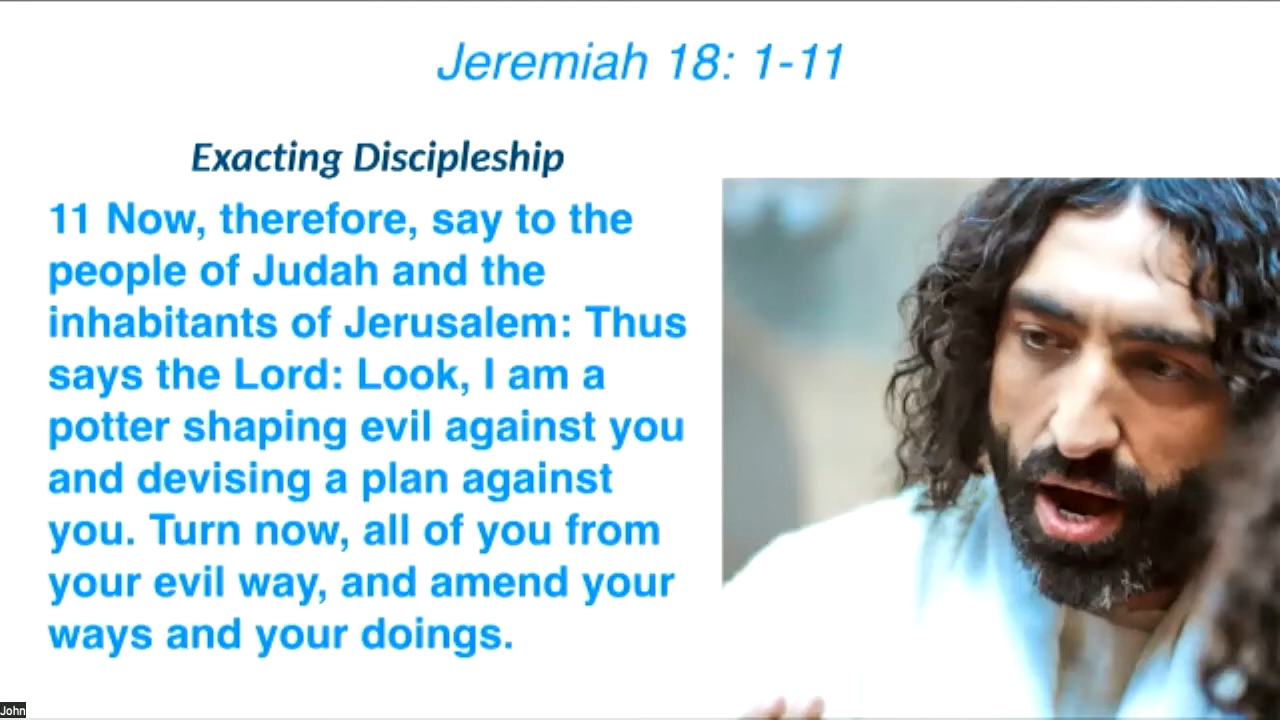 Jeremiah 18: 1-11
Exacting Discipleship
11 Now, therefore, say to the
people of Judah and the
inhabitants of Jerusalem: Thus
says the Lord: Look, I am a
potter shaping evil against you
and devising a plan against
you. Turn now, all of you from
your evil way, and amend your
ways and your doings.
John